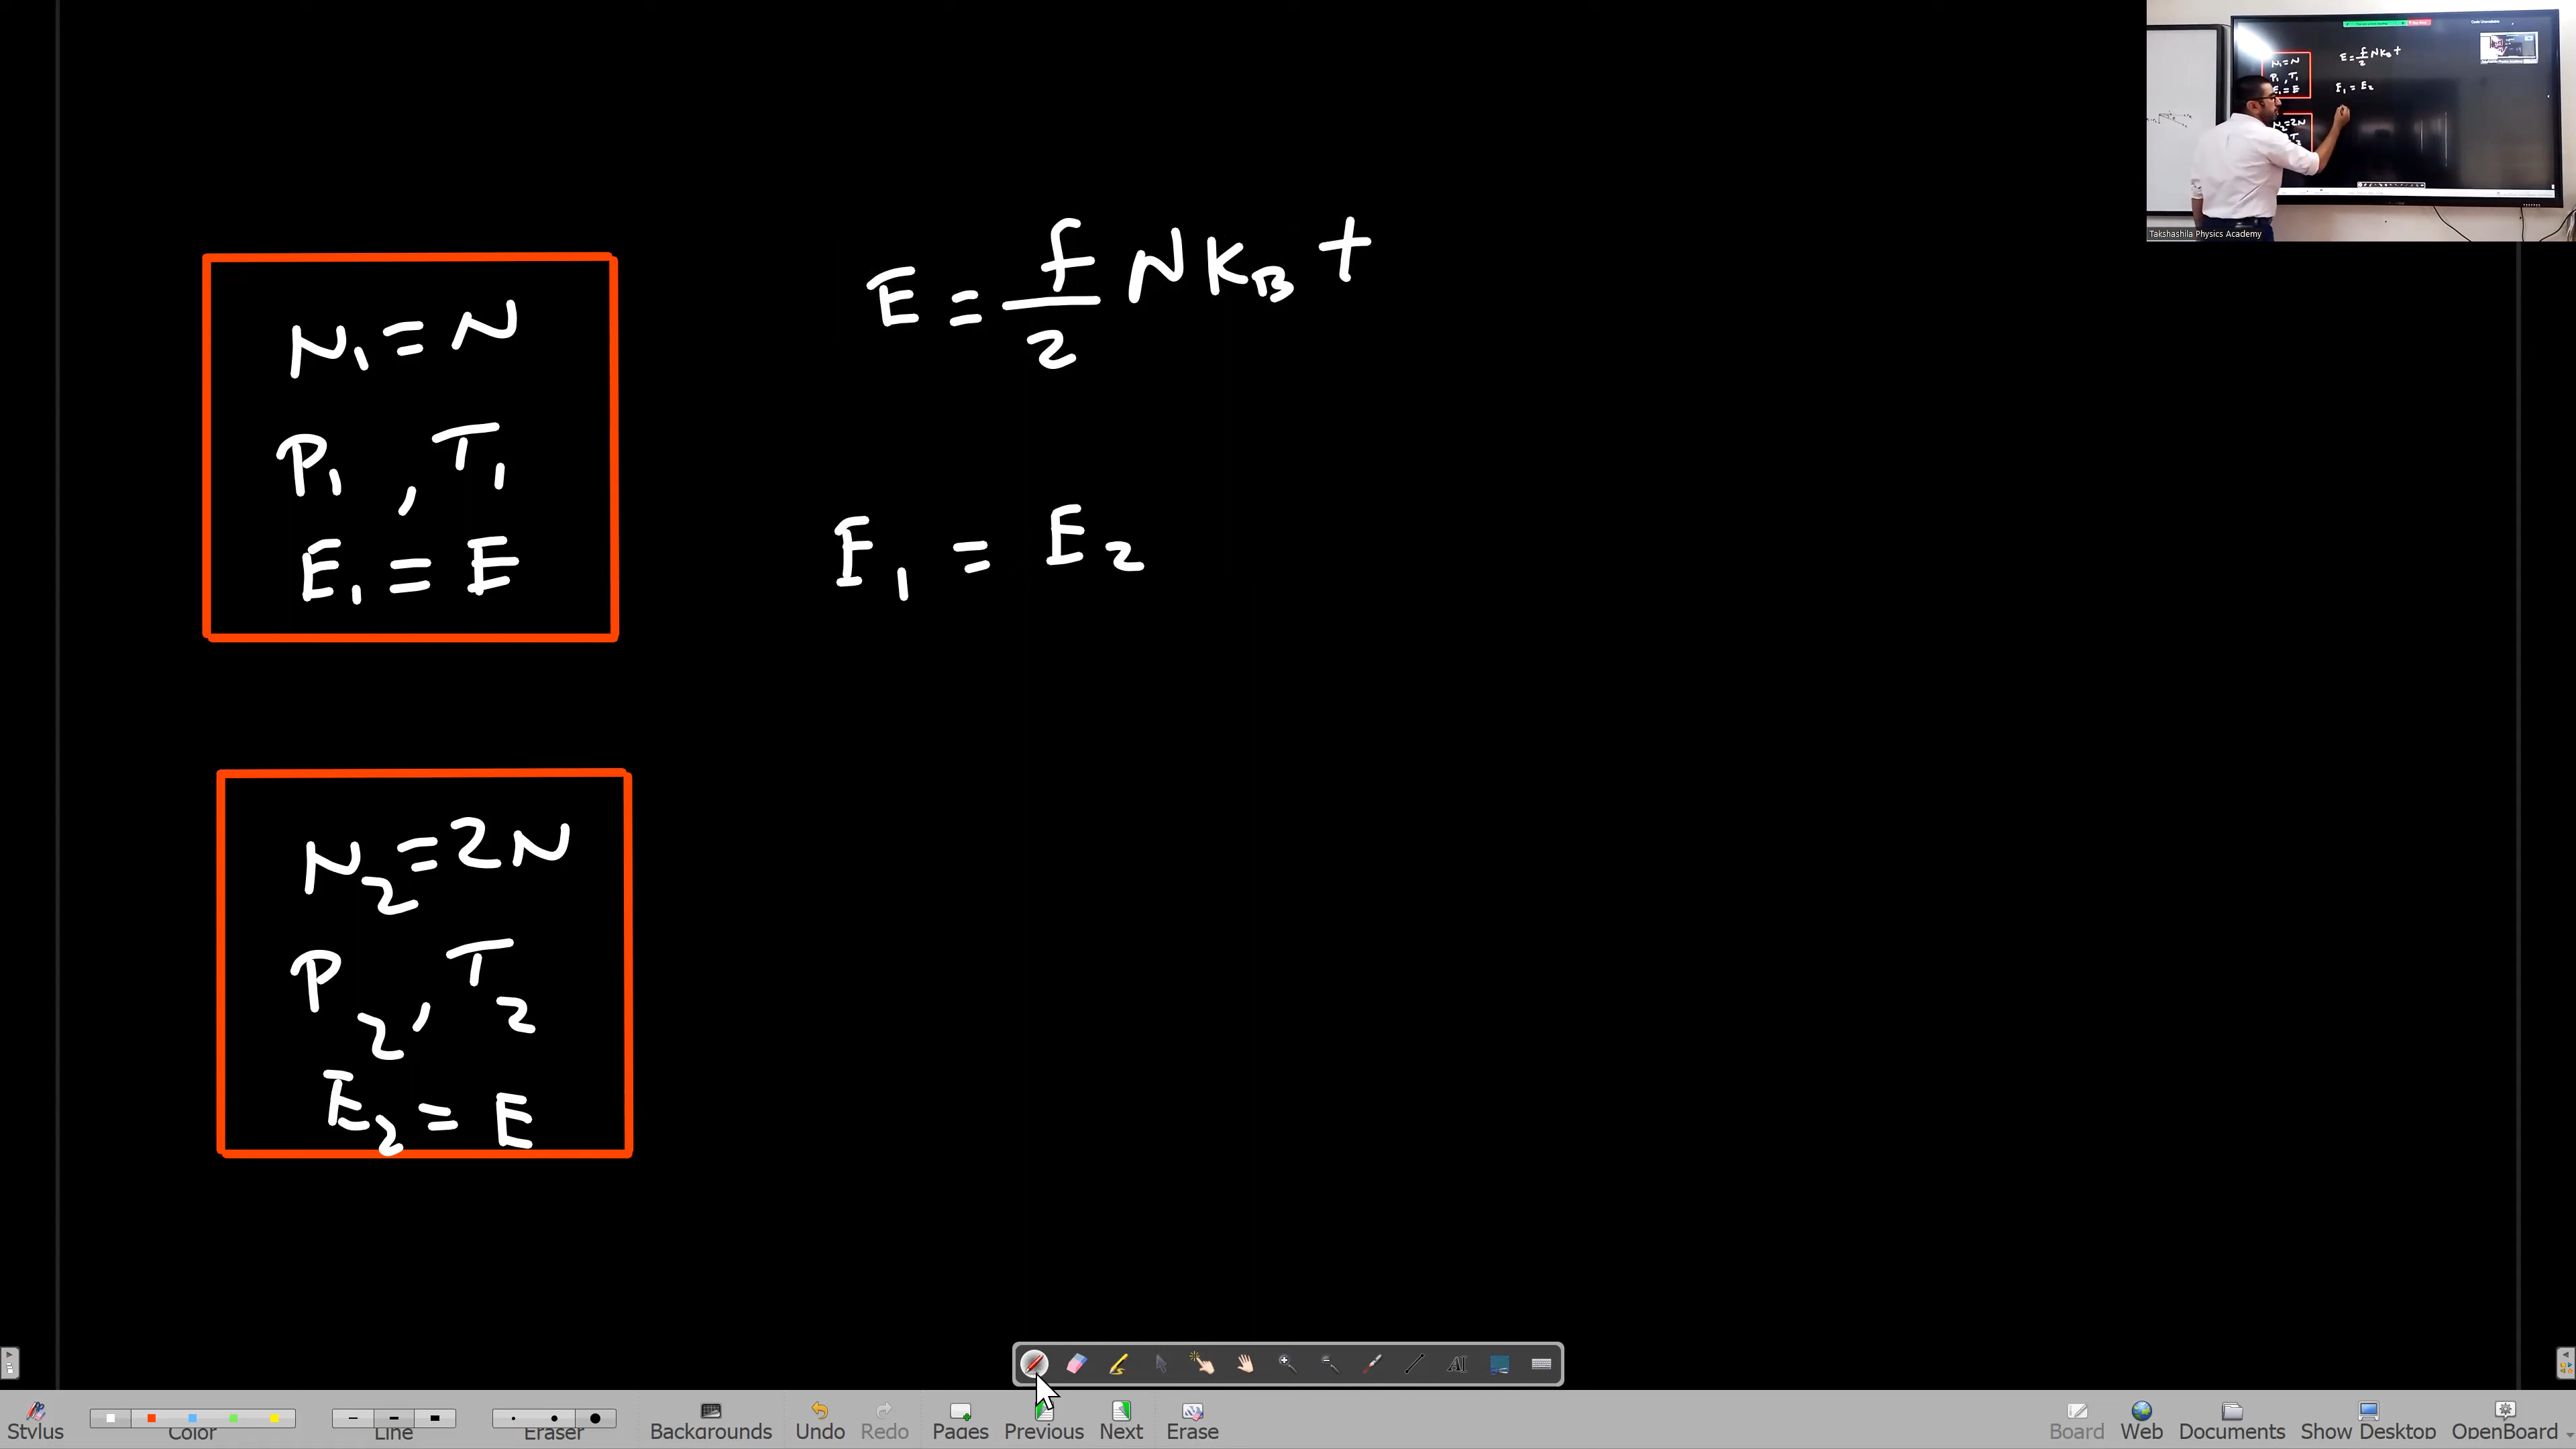 N₁ = N
P₁ , T₁
E₁ = E
E = f/2 N K_B T
E₁ = E₂
N₂ = 2N
P₂ , T₂
E₂ = E
Takshashila Physics Academy
Stylus
Color
Line
Eraser
Backgrounds
Undo
Redo
Pages
Previous
Next
Erase
Board
Web
Documents
Show Desktop
OpenBoard